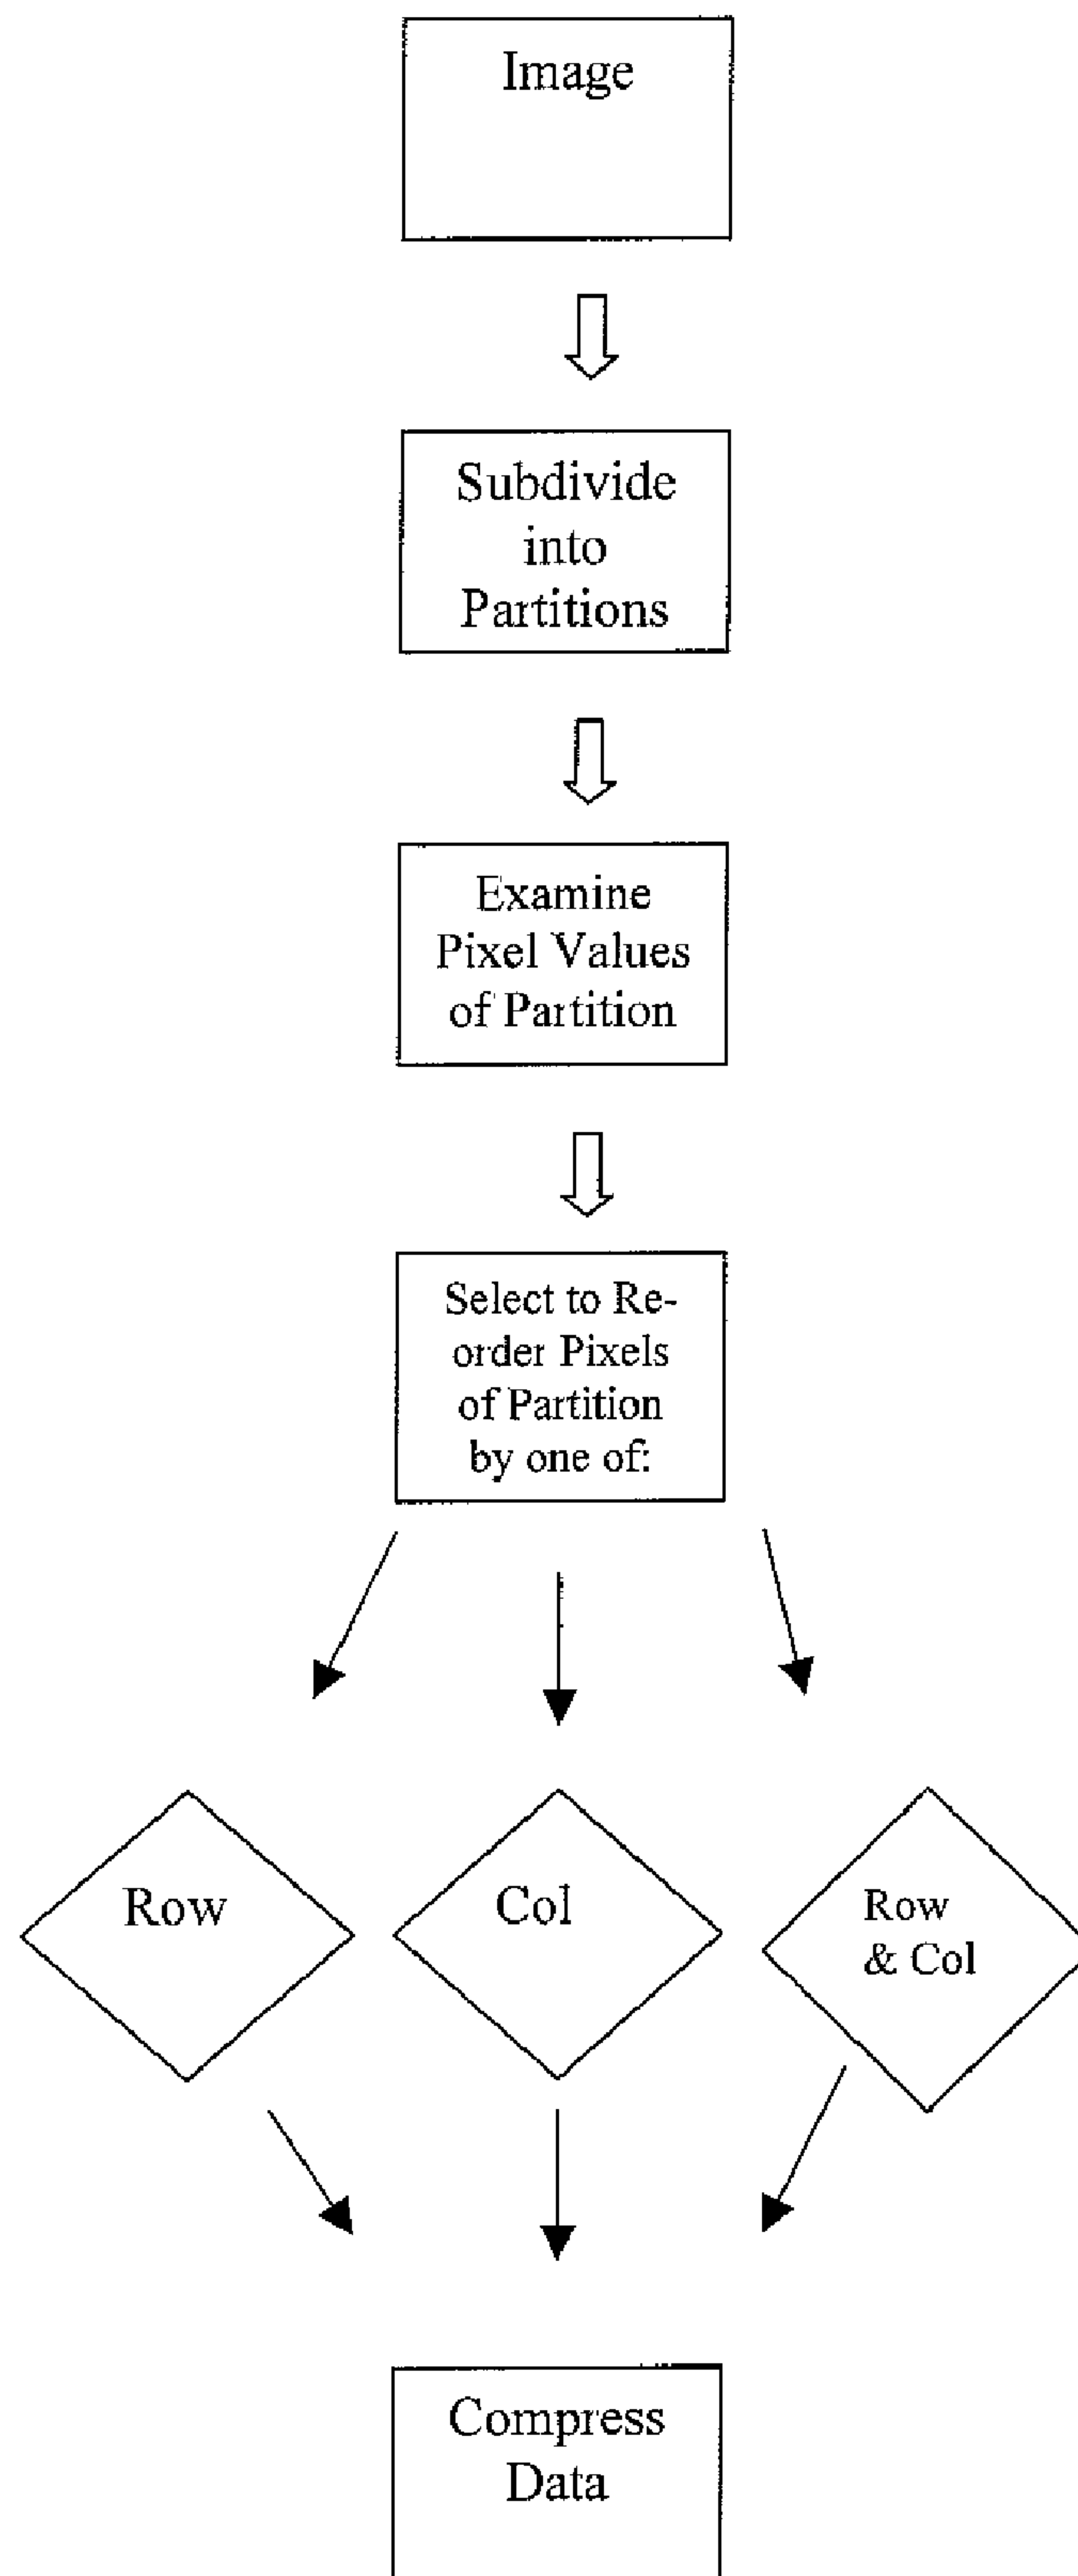 Image
Subdivide
into
Partitions
Examine
Pixel Values
of Partition
Select to Re-
order Pixels
of Partition
by one of:
Row
Col
Row
& Col
Compress
Data